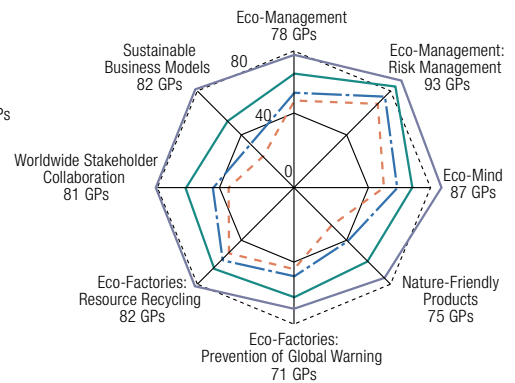 Eco-Management
78 GPs
Sustainable
Business Models
82 GPs
80
Eco-Management:
Risk Management
93 GPs
Ps
40
Worldwide Stakeholder
Collaboration
81 GPs
0
Eco-Mind
87 GPs
Eco-Factories:
Resource Recycling
82 GPs
Nature-Friendly
Products
75 GPs
Eco-Factories:
Prevention of Global Warning
71 GPs